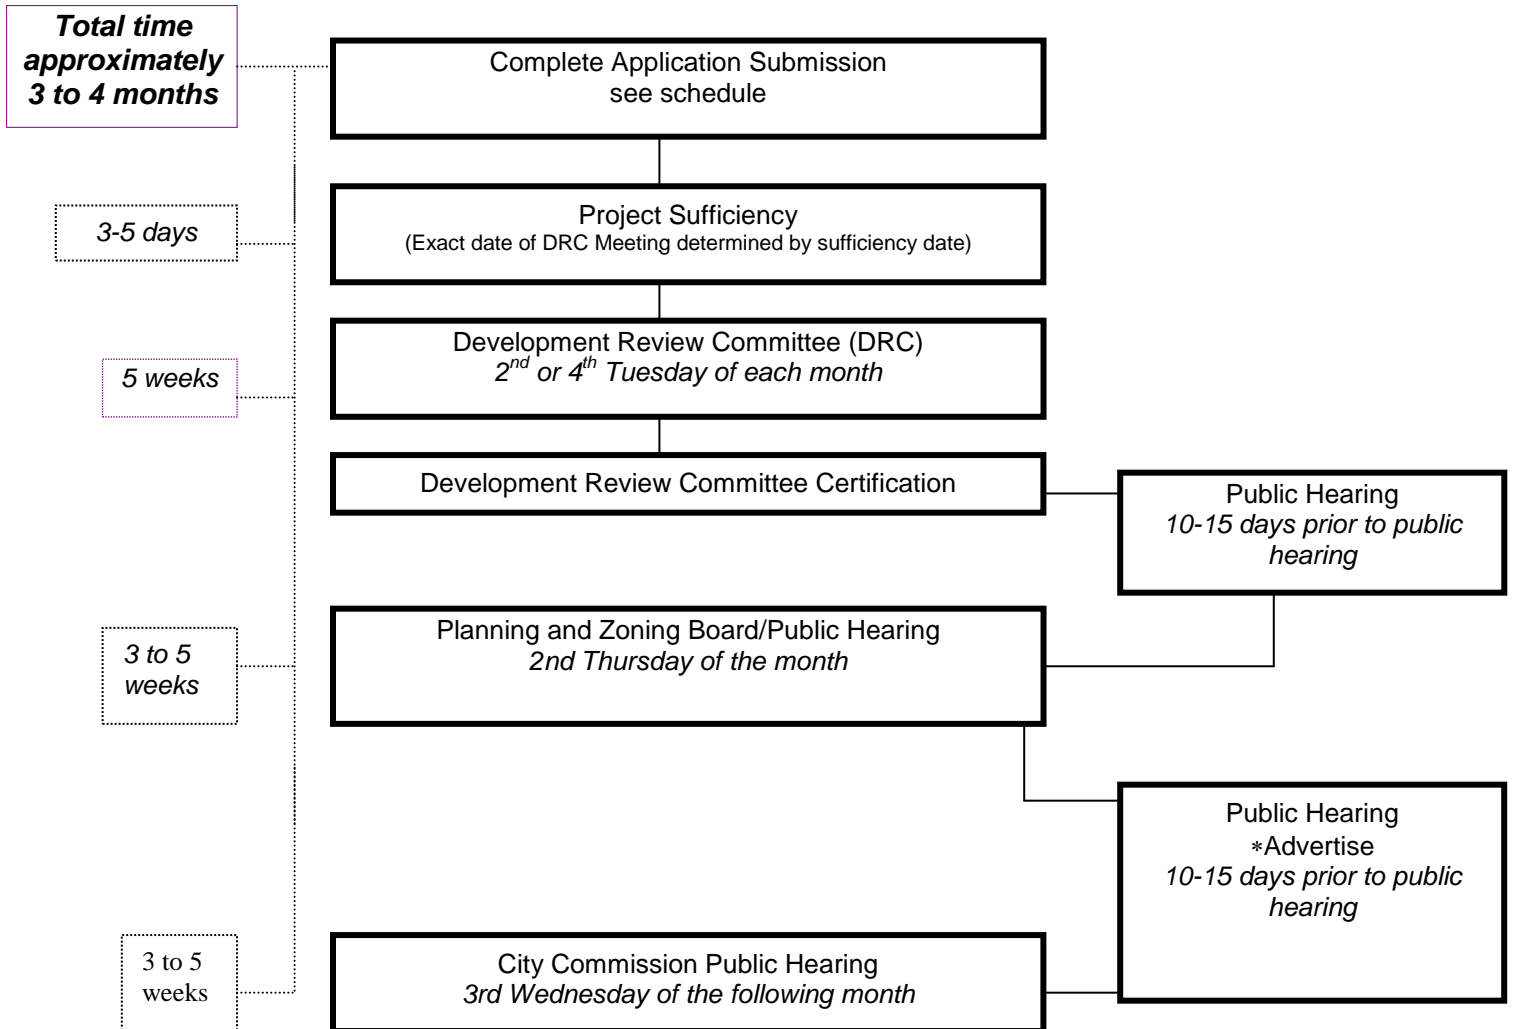 Total time
approximately
3 to 4 months
Complete Application Submission
see schedule
3-5 days
Project Sufficiency
(Exact date of DRC Meeting determined by sufficiency date)
5 weeks
Development Review Committee (DRC)
2nd or 4th Tuesday of each month
Development Review Committee Certification
Public Hearing
10-15 days prior to public
hearing
3 to 5
weeks
Planning and Zoning Board/Public Hearing
2nd Thursday of the month
Public Hearing
*Advertise
10-15 days prior to public
hearing
3 to 5
weeks
City Commission Public Hearing
3rd Wednesday of the following month